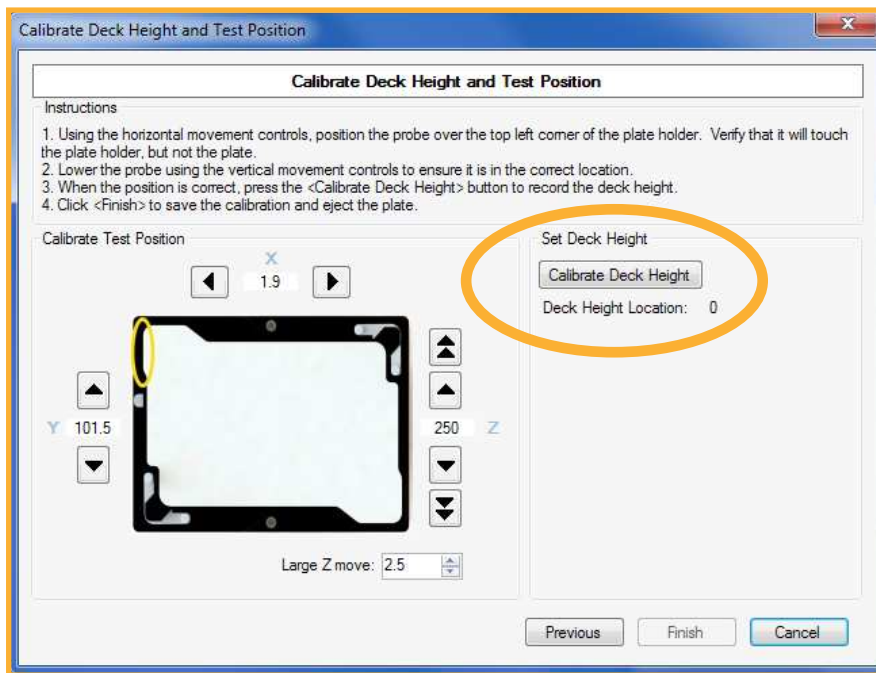 Calibrate Deck Height and Test Position
Calibrate Deck Height and Test Position
Instructions
1. Using the horizontal movement controls, position the probe over the top left corner of the plate holder. Verify that it will touch
the plate holder, but not the plate.
2. Lower the probe using the vertical movement controls to ensure it is in the correct location.
3. When the position is correct, press the <Calibrate Deck Height> button to record the deck height.
4. Click <Finish> to save the calibration and eject the plate.
Calibrate Test Position
X
1.9
Y 101.5
250 Z
Large Z move: 2.5
Set Deck Height
Calibrate Deck Height
Deck Height Location: 0
Previous Finish Cancel